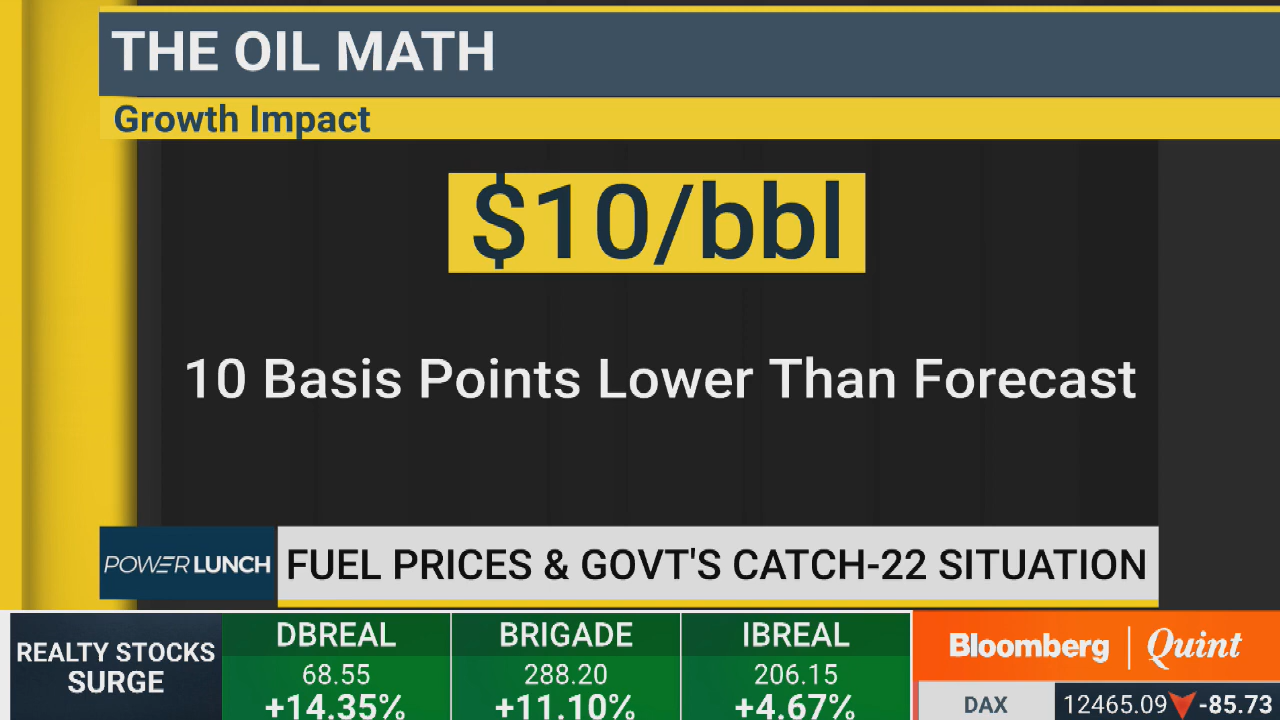 THE OIL MATH
Growth Impact
$10/bbl
10 Basis Points Lower Than Forecast
POWER LUNCH
FUEL PRICES & GOVT'S CATCH-22 SITUATION
REALTY STOCKS
SURGE
DBREAL
68.55
+14.35%
BRIGADE
288.20
+11.10%
IBREAL
206.15
+4.67%
Bloomberg | Quint
DAX
12465.09 -85.73